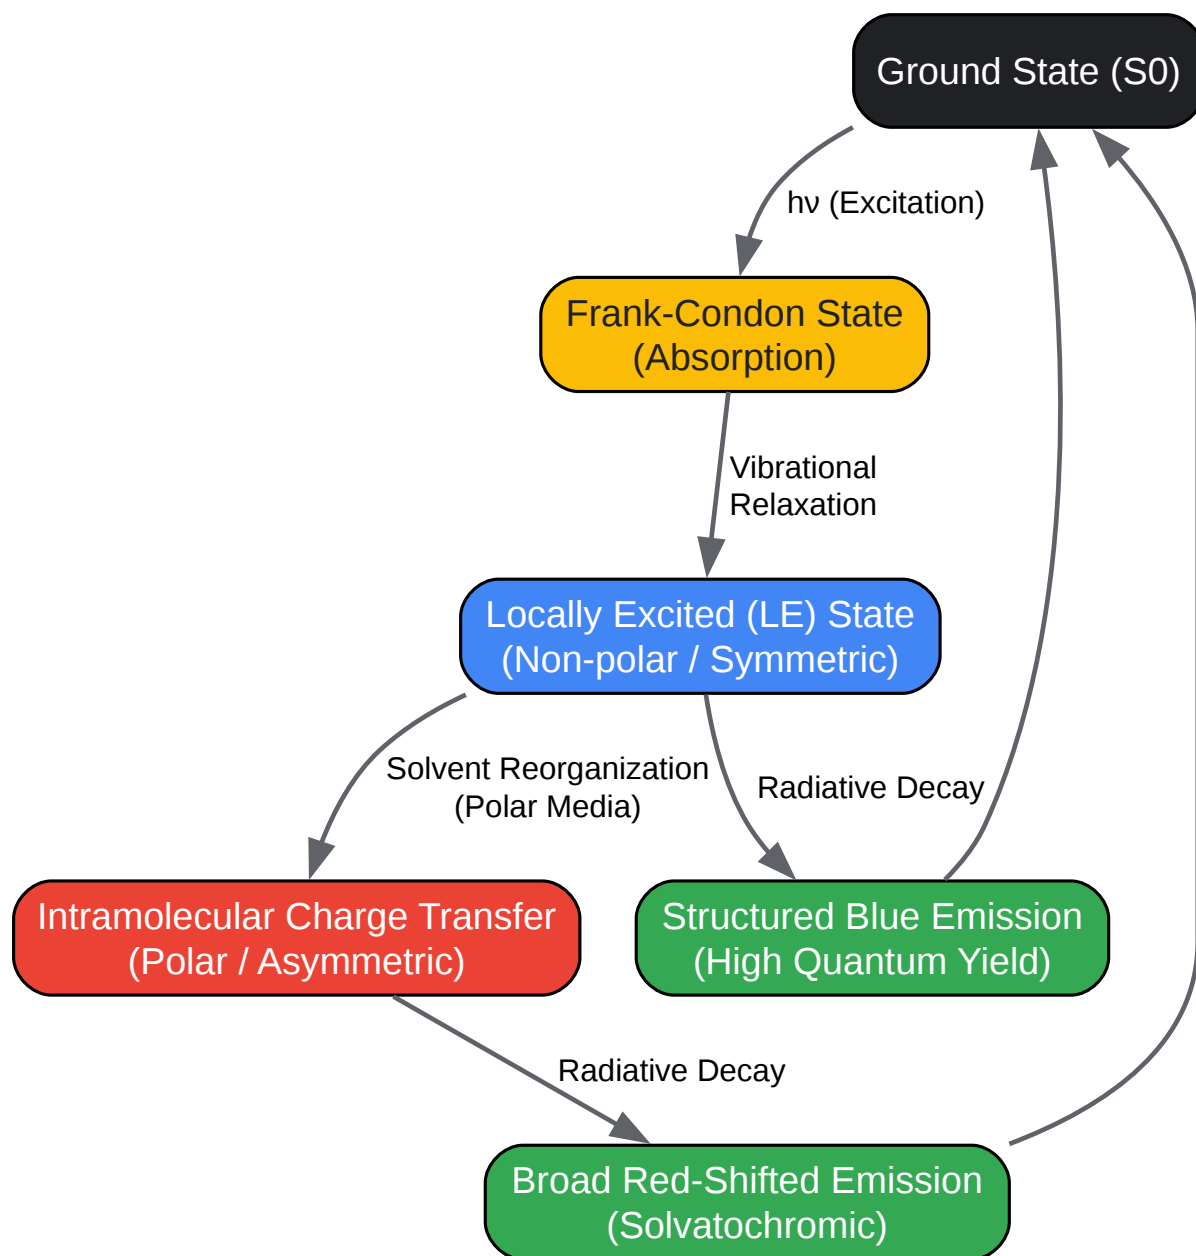 Ground State (S0)
hν (Excitation)
Frank-Condon State
(Absorption)
Vibrational
Relaxation
Locally Excited (LE) State
(Non-polar / Symmetric)
Solvent Reorganization
(Polar Media)
Radiative Decay
Intramolecular Charge Transfer
(Polar / Asymmetric)
Structured Blue Emission
(High Quantum Yield)
Radiative Decay
Broad Red-Shifted Emission
(Solvatochromic)